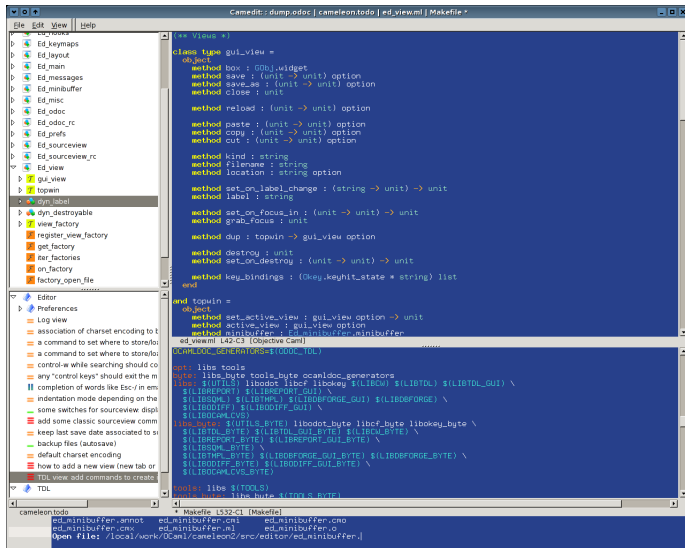 Camedit: : dump.odoc | cameleon.todo | ed_view.ml | Makefile *
File Edit View Help
Ed_hooks
Ed_keymaps
Ed_layout
Ed_main
Ed_messages
Ed_minibuffer
Ed_misc
Ed_odoc
Ed_odoc_rc
Ed_prefs
Ed_sourceview
Ed_sourceview_rc
Ed_view
T gui_view
T topwin
dyn_label
dyn_destroyable
T view_factory
F register_view_factory
F get_factory
F iter_factories
F on_factory
F factory_open_file
Editor
Preferences
Log view
association of charset encoding to b
a command to set where to store/loa
a command to set where to store/loa
control-w while searching should co
any "control keys" should exit the m
completion of words like Esc-/ in em
indentation mode depending on the
some switches for sourceview: displ
add some classic sourceview comm
keep last save date associated to s
backup files (autosave)
default charset encoding
how to add a new view (new tab or
TDL view: add commands to create
TDL
cameleon.todo
(** Views *)
class type gui_view =
object
method box : GObj.widget
method save : (unit -> unit) option
method save_as : (unit -> unit) option
method close : unit
method reload : (unit -> unit) option
method paste : (unit -> unit) option
method copy : (unit -> unit) option
method cut : (unit -> unit) option
method kind : string
method filename : string
method location : string option
method set_on_label_change : (string -> unit) -> unit
method label : string
method set_on_focus_in : (unit -> unit) -> unit
method grab_focus : unit
method dup : topwin -> gui_view option
method destroy : unit
method set_on_destroy : (unit -> unit) -> unit
method key_bindings : (Okey.keyhit_state * string) list
end
and topwin =
object
method set_active_view : gui_view option -> unit
method active_view : gui_view option
method minibuffer : Ed_minibuffer.minibuffer
ed_view.ml L42-C3 [Objective Caml]
OCAMLDOC_GENERATORS=$(ODOC_TDL)
opt: libs tools
byte: libs_byte tools_byte ocamldoc_generators
libs: $(UTILS) libodot libcf libokey $(LIBCW) $(LIBTDL) $(LIBTDL_GUI) \
$(LIBREPORT) $(LIBREPORT_GUI) \
$(LIBSQML) $(LIBTMPL) $(LIBDBFORGE_GUI) $(LIBDBFORGE) \
$(LIBODIFF) $(LIBODIFF_GUI) \
$(LIBOCAMLCVS)
libs_byte: $(UTILS_BYTE) libodot_byte libcf_byte libokey_byte \
$(LIBTDL_BYTE) $(LIBTDL_GUI_BYTE) $(LIBCW_BYTE) \
$(LIBREPORT_BYTE) $(LIBREPORT_GUI_BYTE) \
$(LIBSQML_BYTE) \
$(LIBTMPL_BYTE) $(LIBDBFORGE_GUI_BYTE) $(LIBDBFORGE_BYTE) \
$(LIBODIFF_BYTE) $(LIBODIFF_GUI_BYTE) \
$(LIBOCAMLCVS_BYTE)
tools: libs $(TOOLS)
tools_byte: libs_byte $(TOOLS_BYTE)
* Makefile L532-C1 [Makefile]
ed_minibuffer.annot ed_minibuffer.cmi ed_minibuffer.cmo
ed_minibuffer.cmx ed_minibuffer.ml ed_minibuffer.o
Open file: /local/work/OCaml/cameleon2/src/editor/ed_minibuffer.